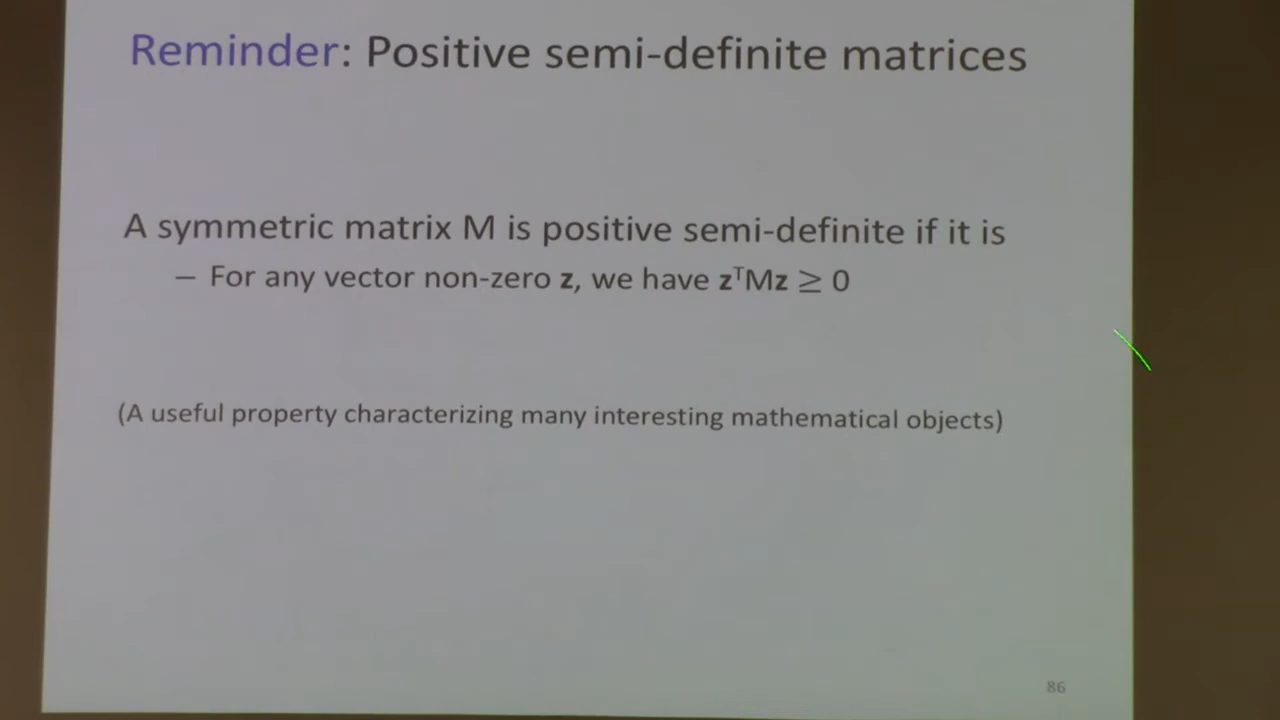 Reminder: Positive semi-definite matrices
A symmetric matrix M is positive semi-definite if it is
– For any vector non-zero z, we have zᵀMz ≥ 0
(A useful property characterizing many interesting mathematical objects)
86